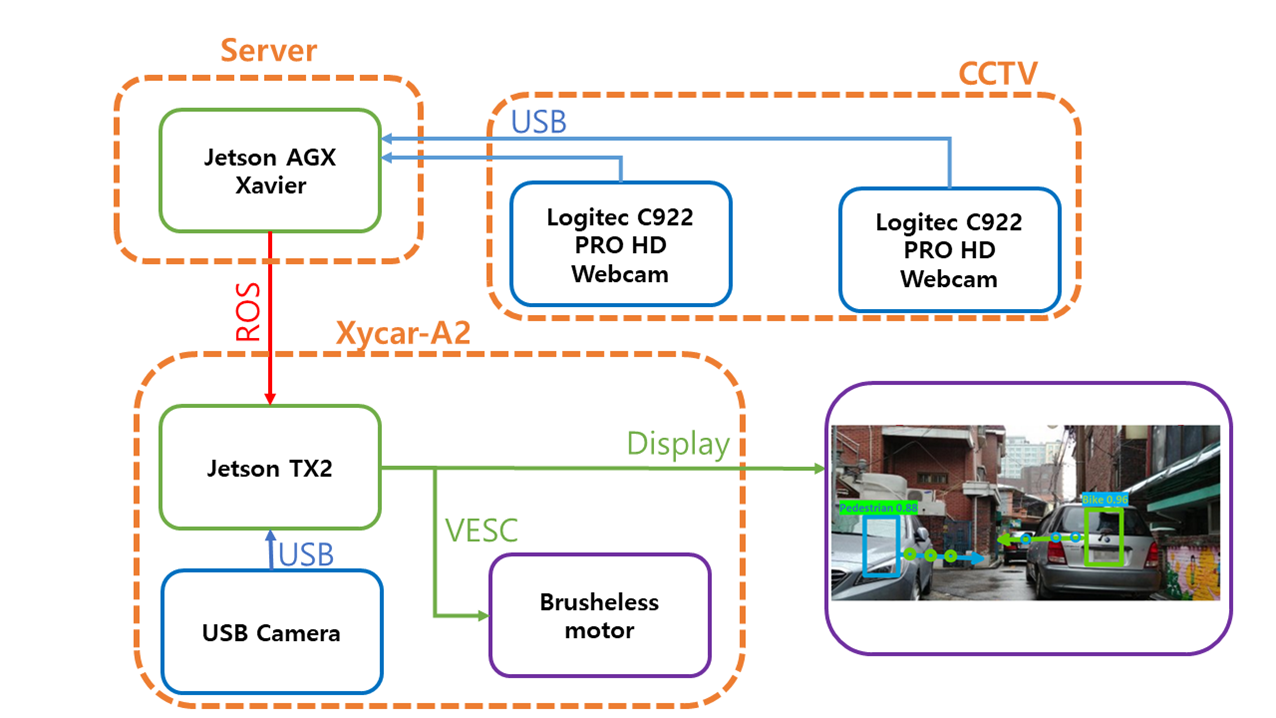 Server
CCTV
USB
Jetson AGX
Xavier
Logitec C922
PRO HD
Webcam
Logitec C922
PRO HD
Webcam
ROS
Xycar-A2
Jetson TX2
Display
VESC
USB
USB Camera
Brusheless
motor
Pedestrian 0.88
Bike 0.96